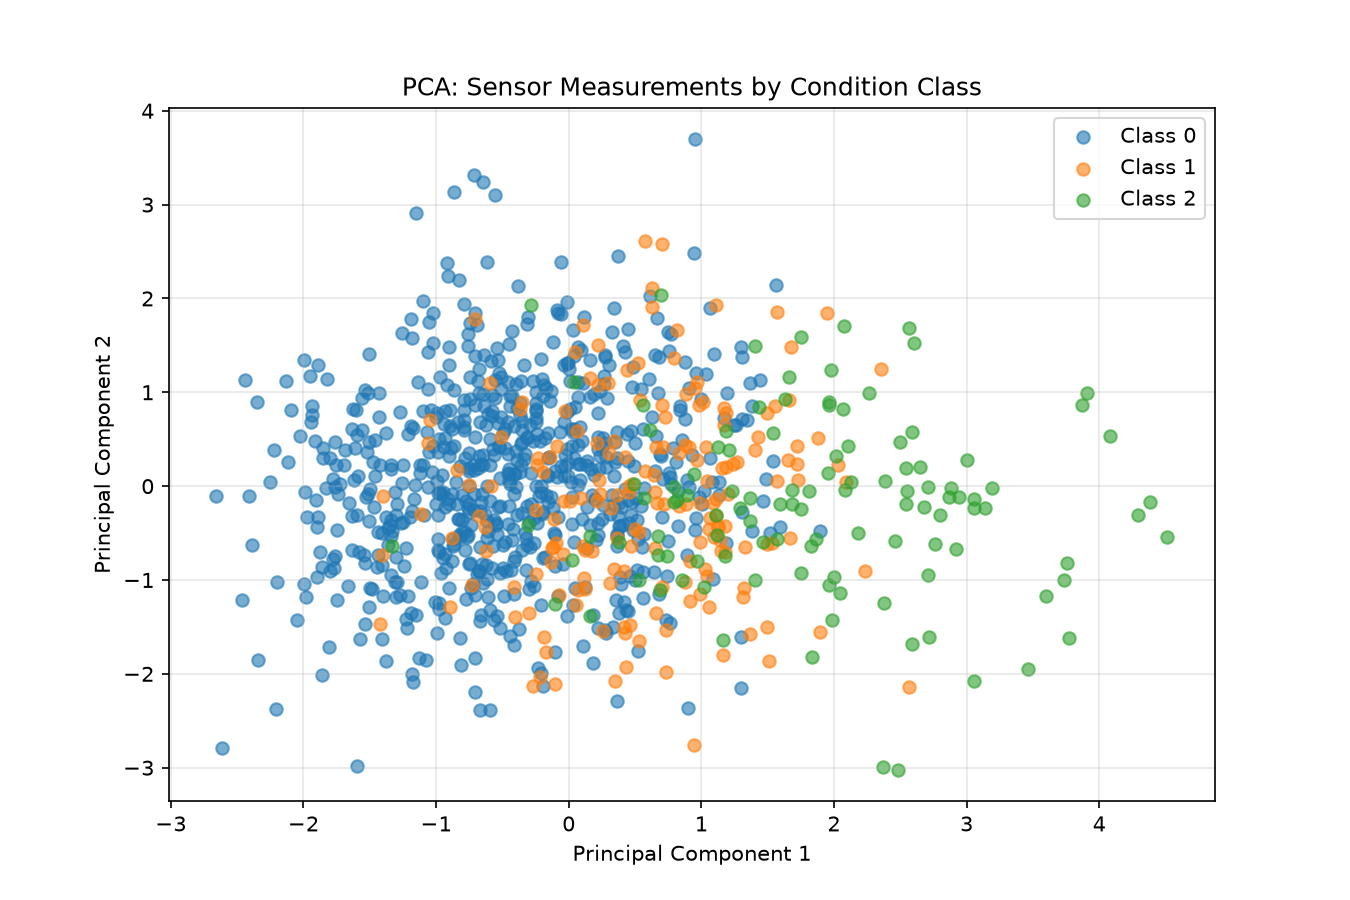 PCA: Sensor Measurements by Condition Class
4
3
2
1
0
−1
−2
−3
Principal Component 2
Class 0
Class 1
Class 2
−3 −2 −1 0 1 2 3 4
Principal Component 1